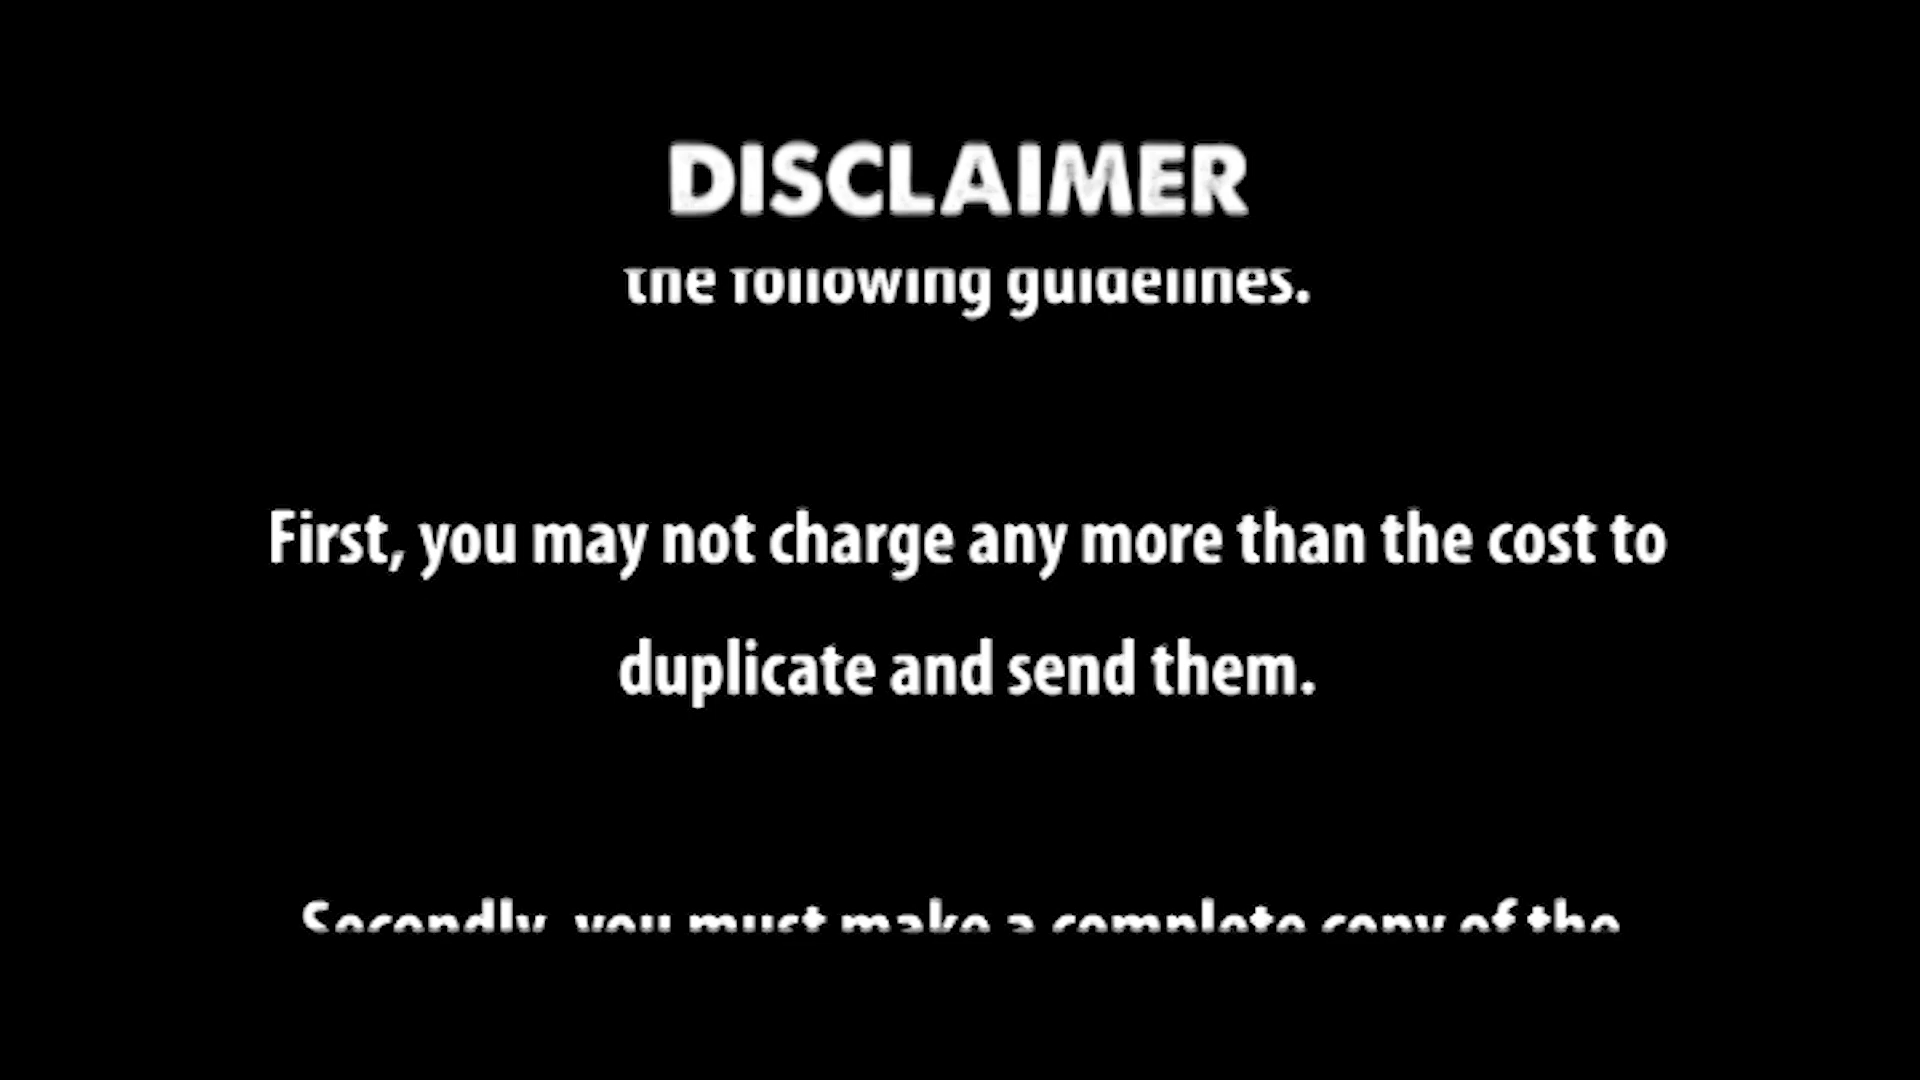 DISCLAIMER
the following guidelines.
First, you may not charge any more than the cost to
duplicate and send them.
Secondly, you must make a complete copy of the